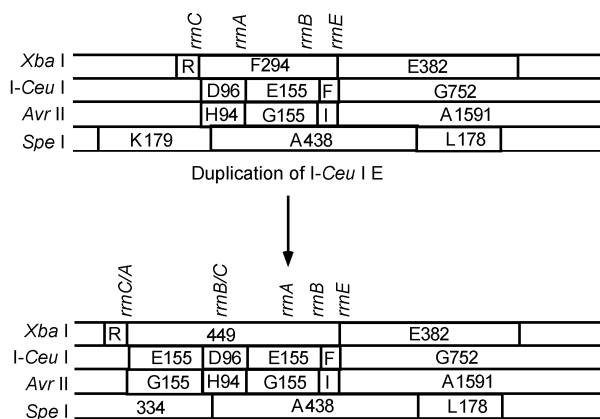 rrnC rrnA rrnB rrnE
Xba I R F294 E382
I-Ceu I D96 E155 F G752
Avr II H94 G155 I A1591
Spe I K179 A438 L178
Duplication of I-Ceu I E
rrnC/A rrnB/C rrnA rrnB rrnE
Xba I R 449 E382
I-Ceu I E155 D96 E155 F G752
Avr II G155 H94 G155 I A1591
Spe I 334 A438 L178